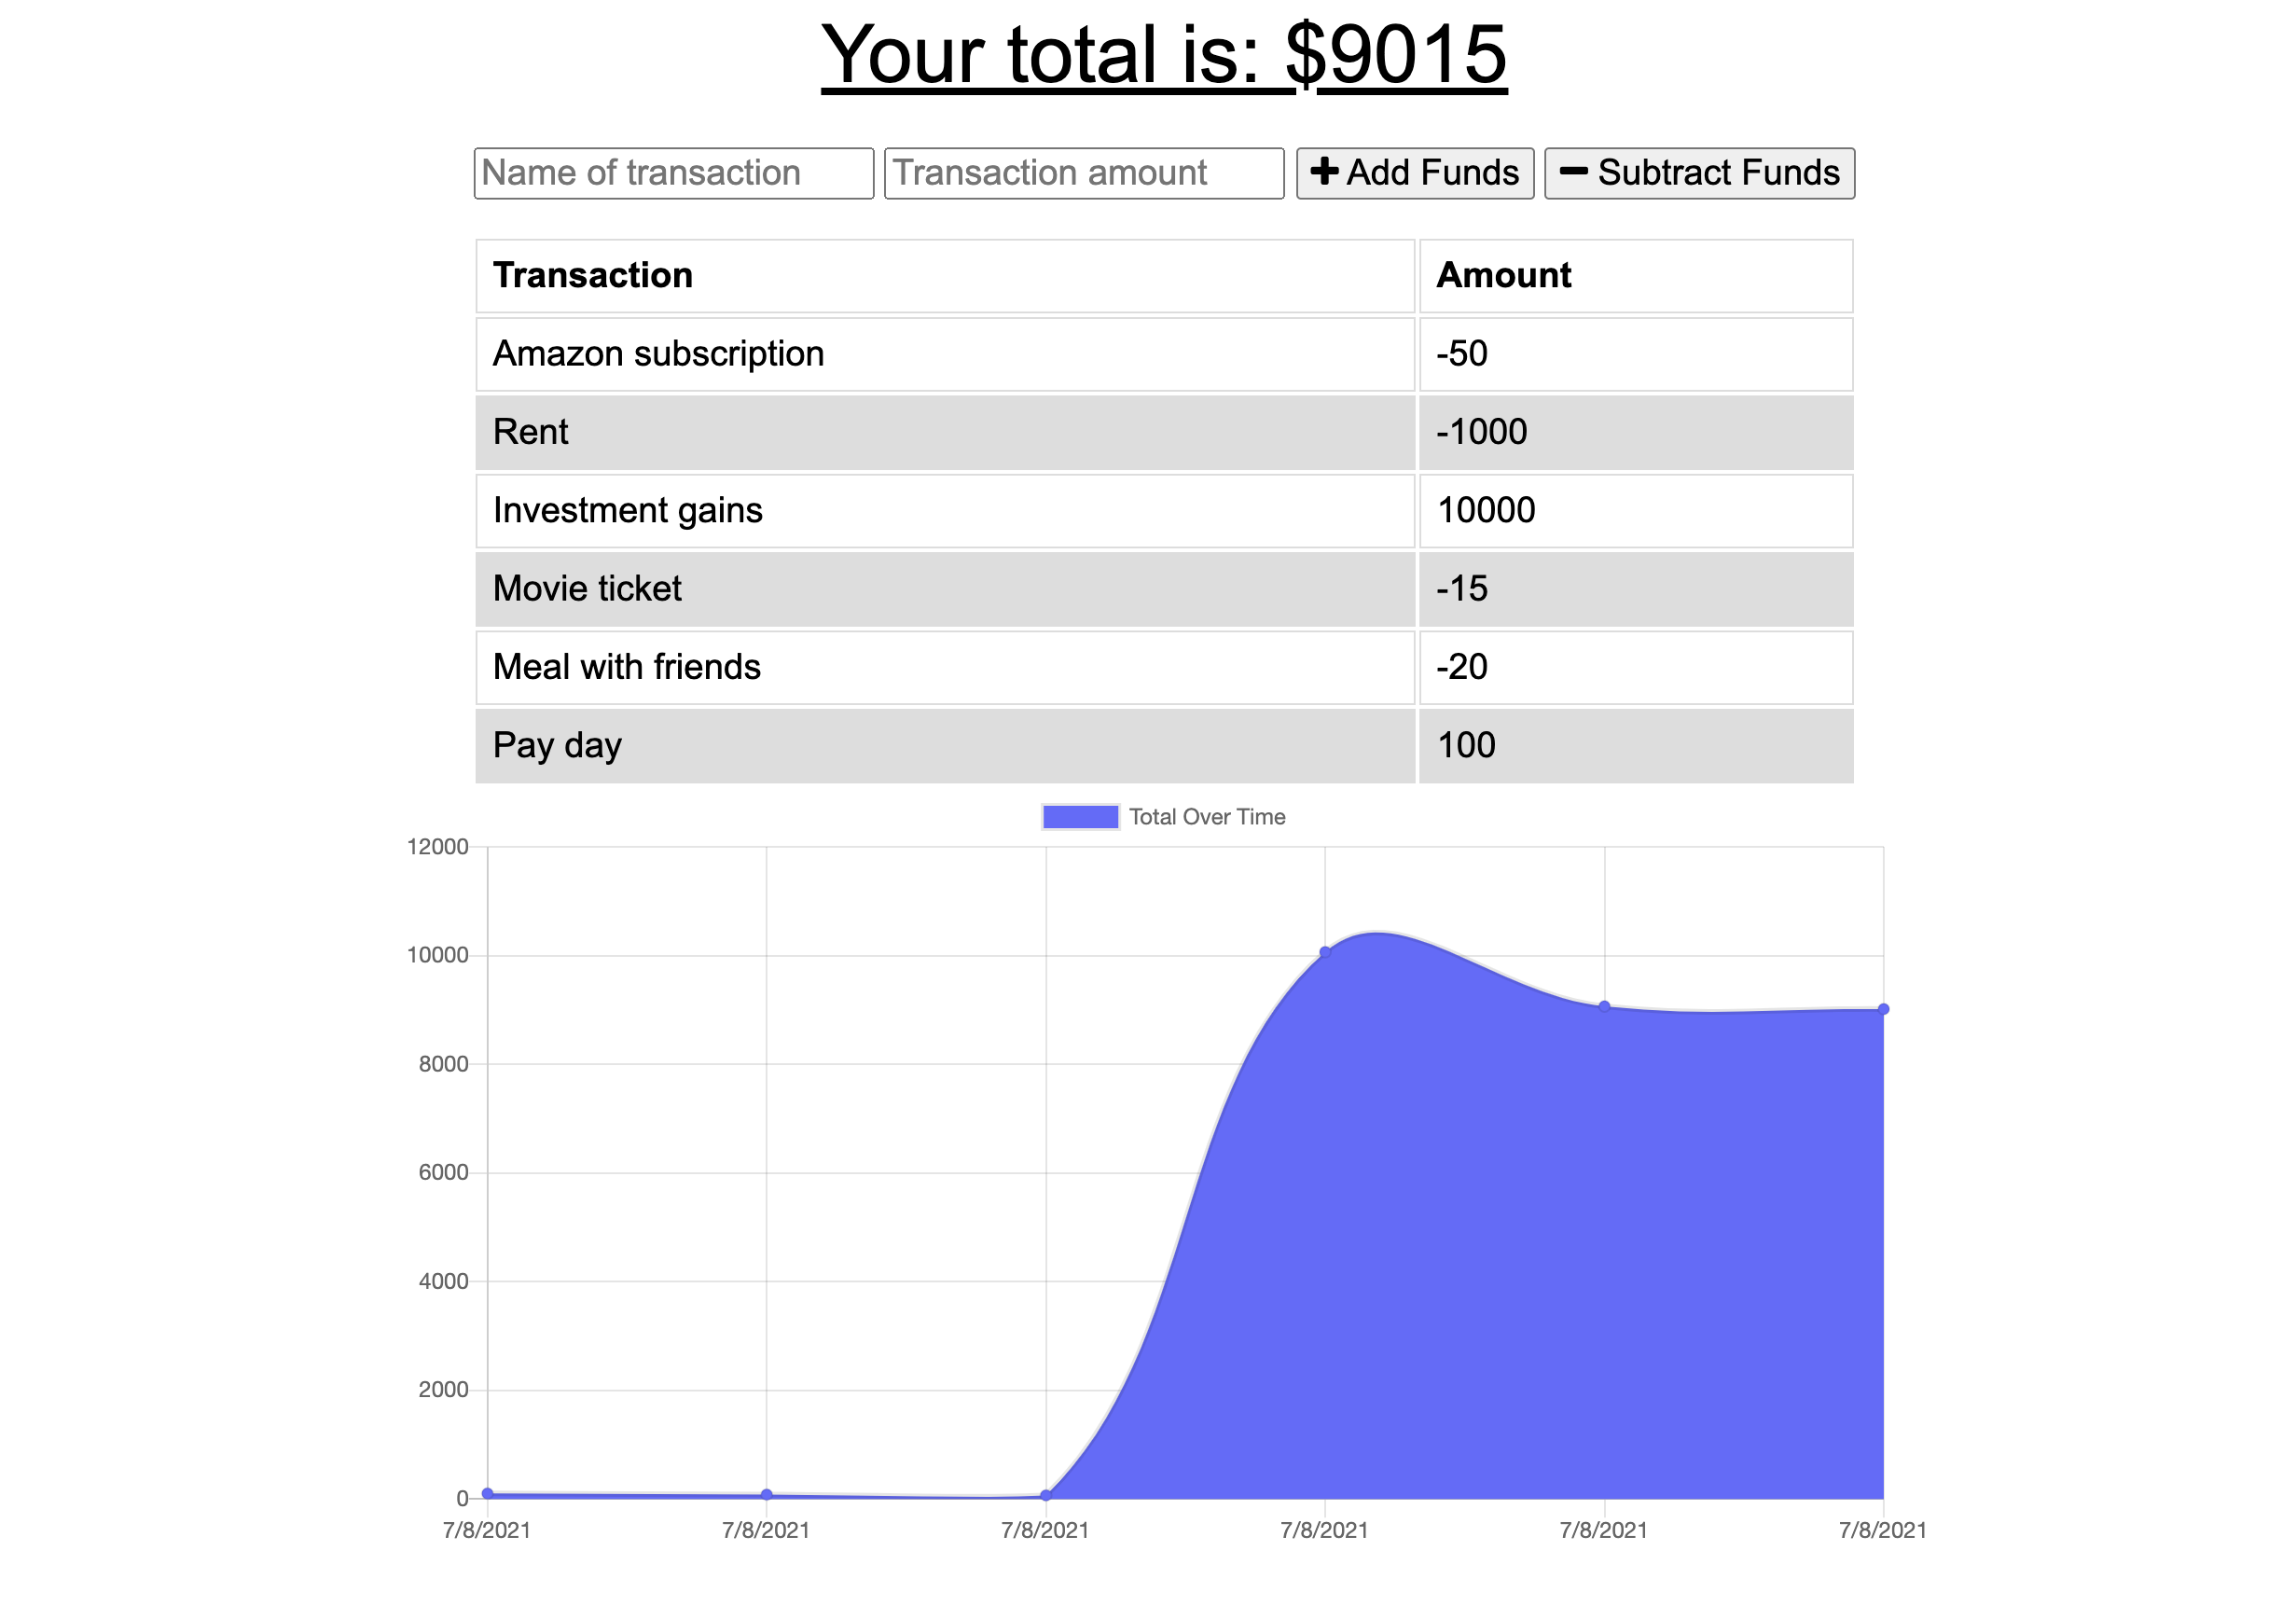 Your total is: $9015
Name of transaction Transaction amount Add Funds Subtract Funds
Transaction Amount
Amazon subscription -50
Rent -1000
Investment gains 10000
Movie ticket -15
Meal with friends -20
Pay day 100
Total Over Time
12000
10000
8000
6000
4000
2000
0
7/8/2021 7/8/2021 7/8/2021 7/8/2021 7/8/2021 7/8/2021